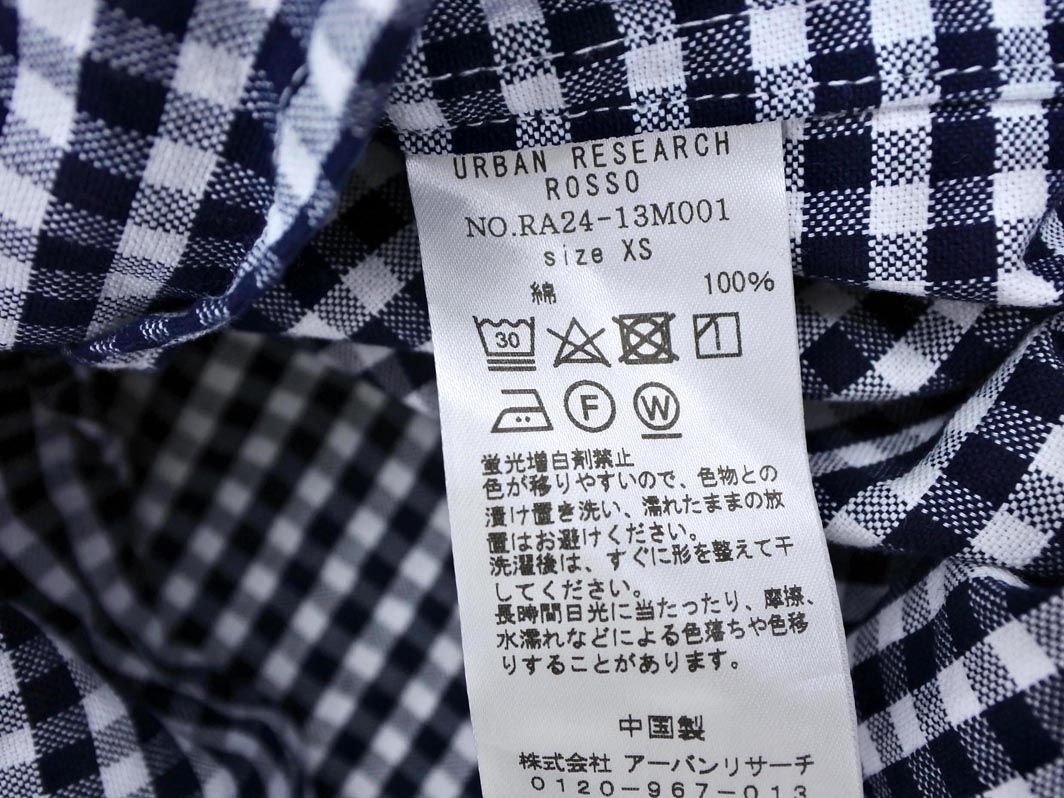 URBAN RESEARCH
ROSSO
NO.RA24-13M001
size XS
綿 100%
30
F W
蛍光増白剤禁止
色が移りやすいので、色物との
漬け置き洗い、濡れたままの放
置はお避けください。
洗濯後は、すぐに形を整えて干
してください。
長時間日光に当たったり、摩擦、
水濡れなどによる色落ちや色移
りすることがあります。
中国製
株式会社 アーバンリサーチ
0120-967-013